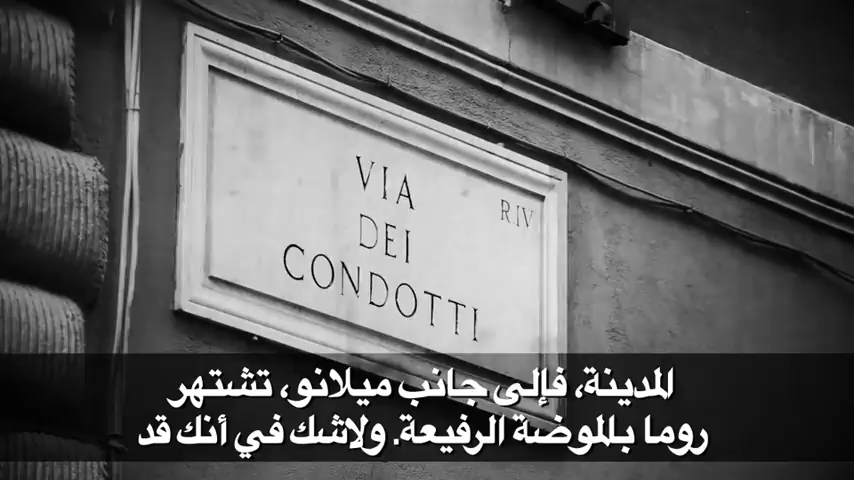 VIA
DEI
CONDOTTI
R IV
المدينة، فإلى جانب ميلانو، تشتهر
روما بالموضة الرفيعة. ولاشك في أنك قد